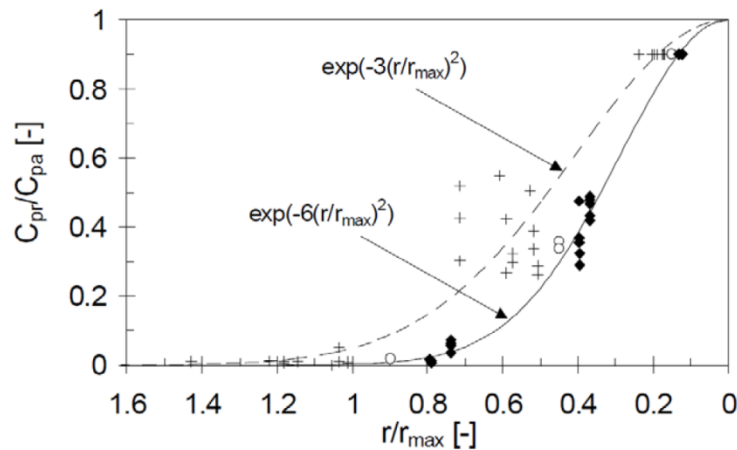 1
0.8
0.6
0.4
0.2
0
C_pr/C_pa [-]
exp(-3(r/r_max)^2)
exp(-6(r/r_max)^2)
1.6 1.4 1.2 1 0.8 0.6 0.4 0.2 0
r/r_max [-]